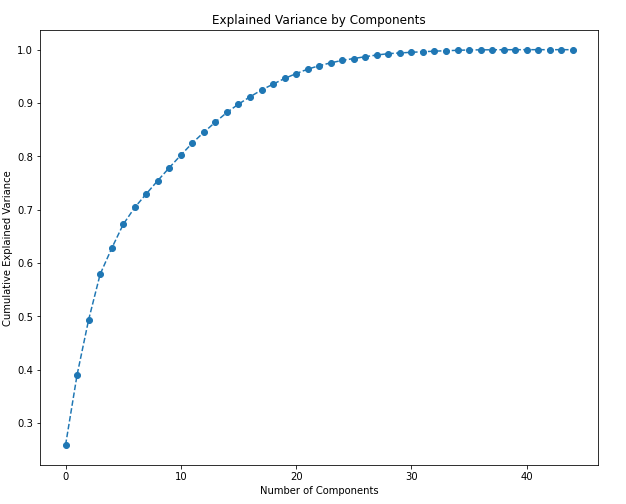 Explained Variance by Components
1.0
0.9
0.8
0.7
0.6
0.5
0.4
0.3
Cumulative Explained Variance
0 10 20 30 40
Number of Components